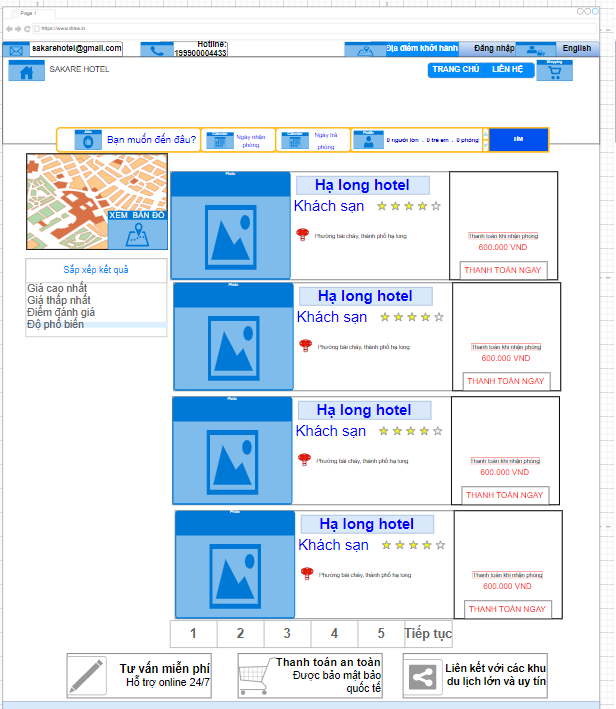 Page 1
https://www.draw.io
sakarehotel@gmail.com
Hotline:
199500004433
Địa điểm khởi hành
Đăng nhập
English
SAKARE HOTEL
TRANG CHỦ LIÊN HỆ
Shopping
Bạn muốn đến đâu?
Calendar
Ngày nhận
phòng
Calendar
Ngày trả
phòng
Profile
0 người lớn . 0 tre em . 0 phòng
TÌM
XEM BẢN ĐỒ
Sắp xếp kết quả
Giá cao nhất
Giá thấp nhất
Điểm đánh giá
Độ phổ biến
Photo
Hạ long hotel
Khách sạn
Phường bài cháy, thành phố hạ long
Thanh toán khi nhận phòng
600.000 VND
THANH TOÁN NGAY
Photo
Hạ long hotel
Khách sạn
Phường bài cháy, thành phố hạ long
Thanh toán khi nhận phòng
600.000 VND
THANH TOÁN NGAY
Photo
Hạ long hotel
Khách sạn
Phường bài cháy, thành phố hạ long
Thanh toán khi nhận phòng
600.000 VND
THANH TOÁN NGAY
Photo
Hạ long hotel
Khách sạn
Phường bài cháy, thành phố hạ long
Thanh toán khi nhận phòng
600.000 VND
THANH TOÁN NGAY
1 2 3 4 5 Tiếp tục
Tư vấn miễn phí
Hỗ trợ online 24/7
Thanh toán an toàn
Được bảo mật bảo
quốc tế
Liên kết với các khu
du lịch lớn và uy tín